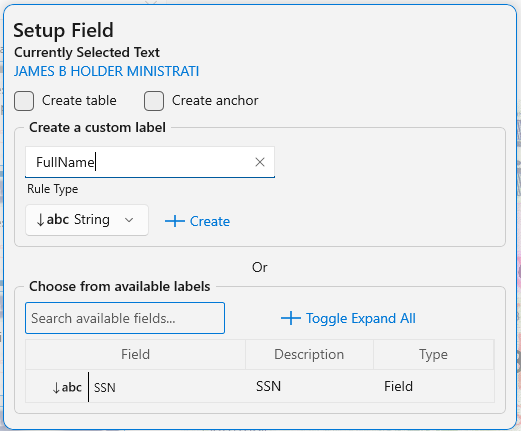 Setup Field
Currently Selected Text
JAMES B HOLDER MINISTRATI
Create table Create anchor
Create a custom label
FullName
Rule Type
abc String Create
Or
Choose from available labels
Search available fields... Toggle Expand All
Field Description Type
abc SSN SSN Field